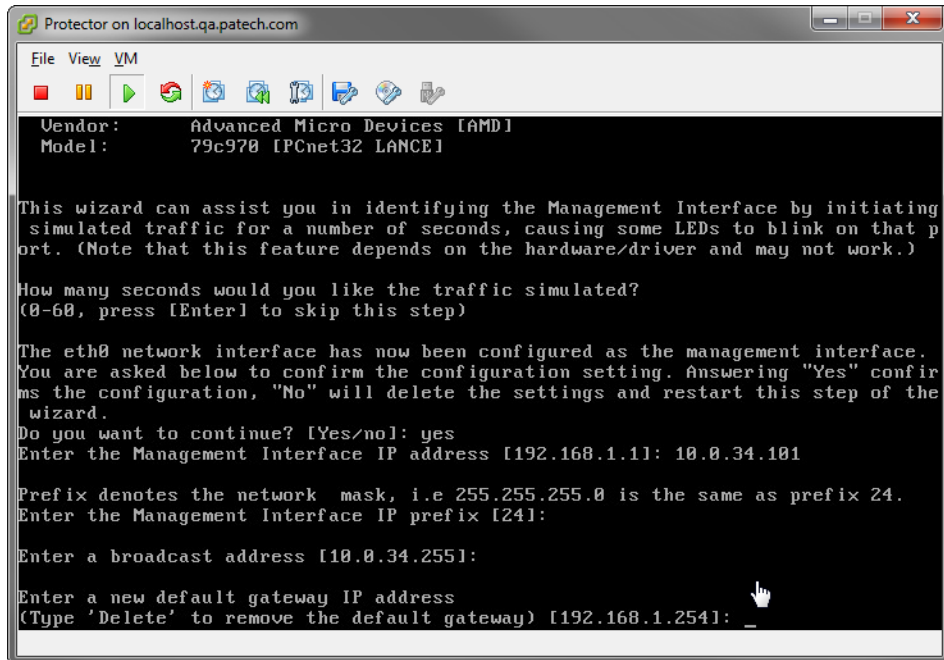 Protector on localhost.qa.patech.com
File View VM
Vendor: Advanced Micro Devices [AMD]
Model: 79c970 [PCnet32 LANCE]
This wizard can assist you in identifying the Management Interface by initiating
simulated traffic for a number of seconds, causing some LEDs to blink on that p
ort. (Note that this feature depends on the hardware/driver and may not work.)
How many seconds would you like the traffic simulated?
(0-60, press [Enter] to skip this step)
The eth0 network interface has now been configured as the management interface.
You are asked below to confirm the configuration setting. Answering "Yes" confir
ms the configuration, "No" will delete the settings and restart this step of the
wizard.
Do you want to continue? [Yes/no]: yes
Enter the Management Interface IP address [192.168.1.1]: 10.0.34.101
Prefix denotes the network  mask, i.e 255.255.255.0 is the same as prefix 24.
Enter the Management Interface IP prefix [24]:
Enter a broadcast address [10.0.34.255]:
Enter a new default gateway IP address
(Type 'Delete' to remove the default gateway) [192.168.1.254]: _